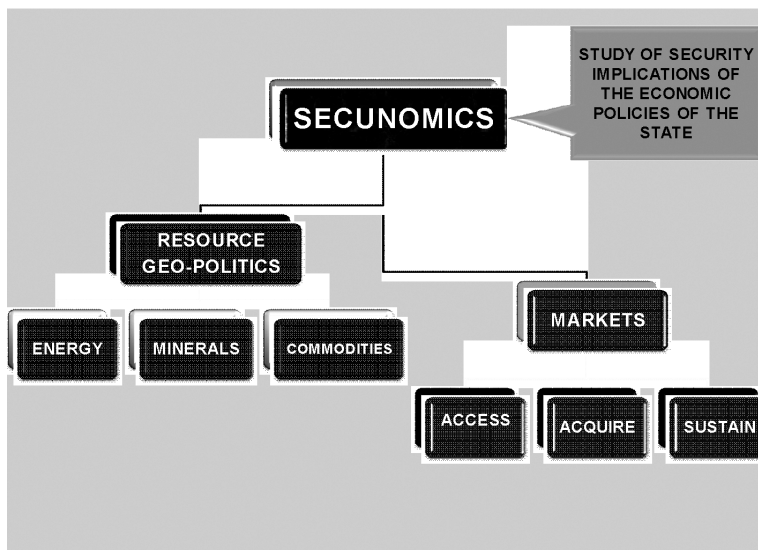 STUDY OF SECURITY
IMPLICATIONS OF
THE ECONOMIC
POLICIES OF THE
STATE
SECUNOMICS
RESOURCE
GEO-POLITICS
MARKETS
ENERGY
MINERALS
COMMODITIES
ACCESS
ACQUIRE
SUSTAIN